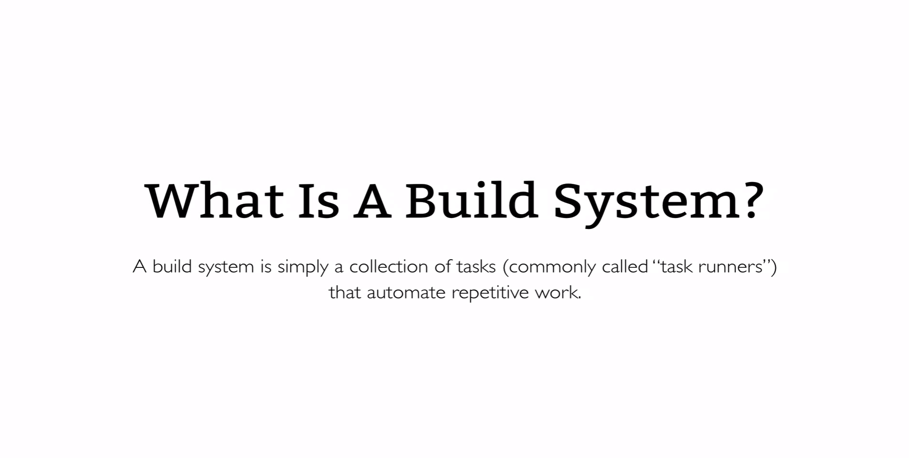 What Is A Build System?
A build system is simply a collection of tasks (commonly called “task runners”)
that automate repetitive work.